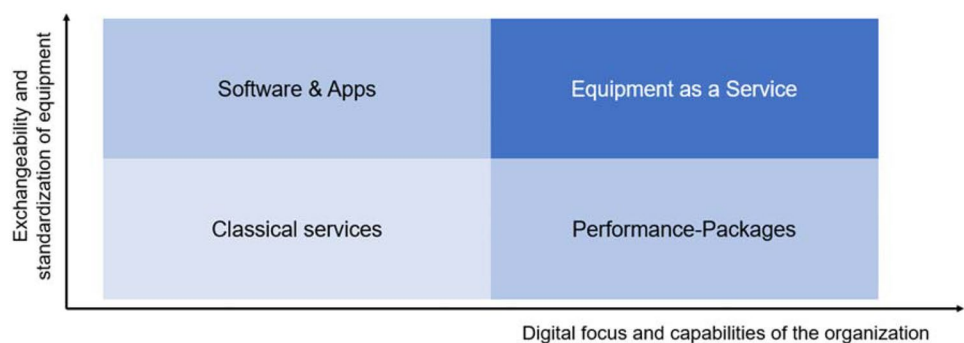 Exchangeability and
standardization of equipment
Software & Apps
Equipment as a Service
Classical services
Performance-Packages
Digital focus and capabilities of the organization